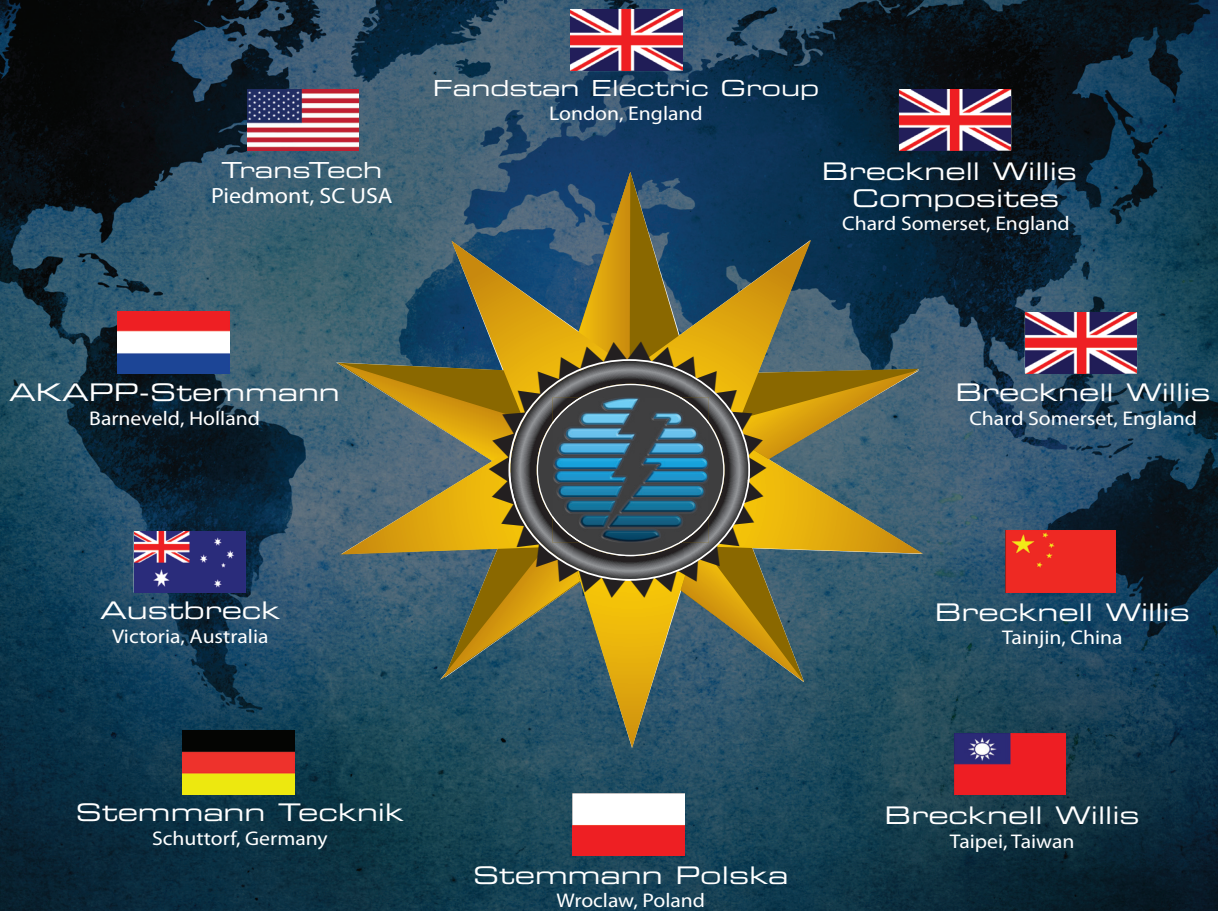 Fandstan Electric Group
London, England
TransTech
Piedmont, SC USA
Brecknell Willis
Composites
Chard Somerset, England
AKAPP-Stemmann
Barneveld, Holland
Brecknell Willis
Chard Somerset, England
Austbreck
Victoria, Australia
Brecknell Willis
Tainjin, China
Stemmann Tecknik
Schuttorf, Germany
Brecknell Willis
Taipei, Taiwan
Stemmann Polska
Wroclaw, Poland